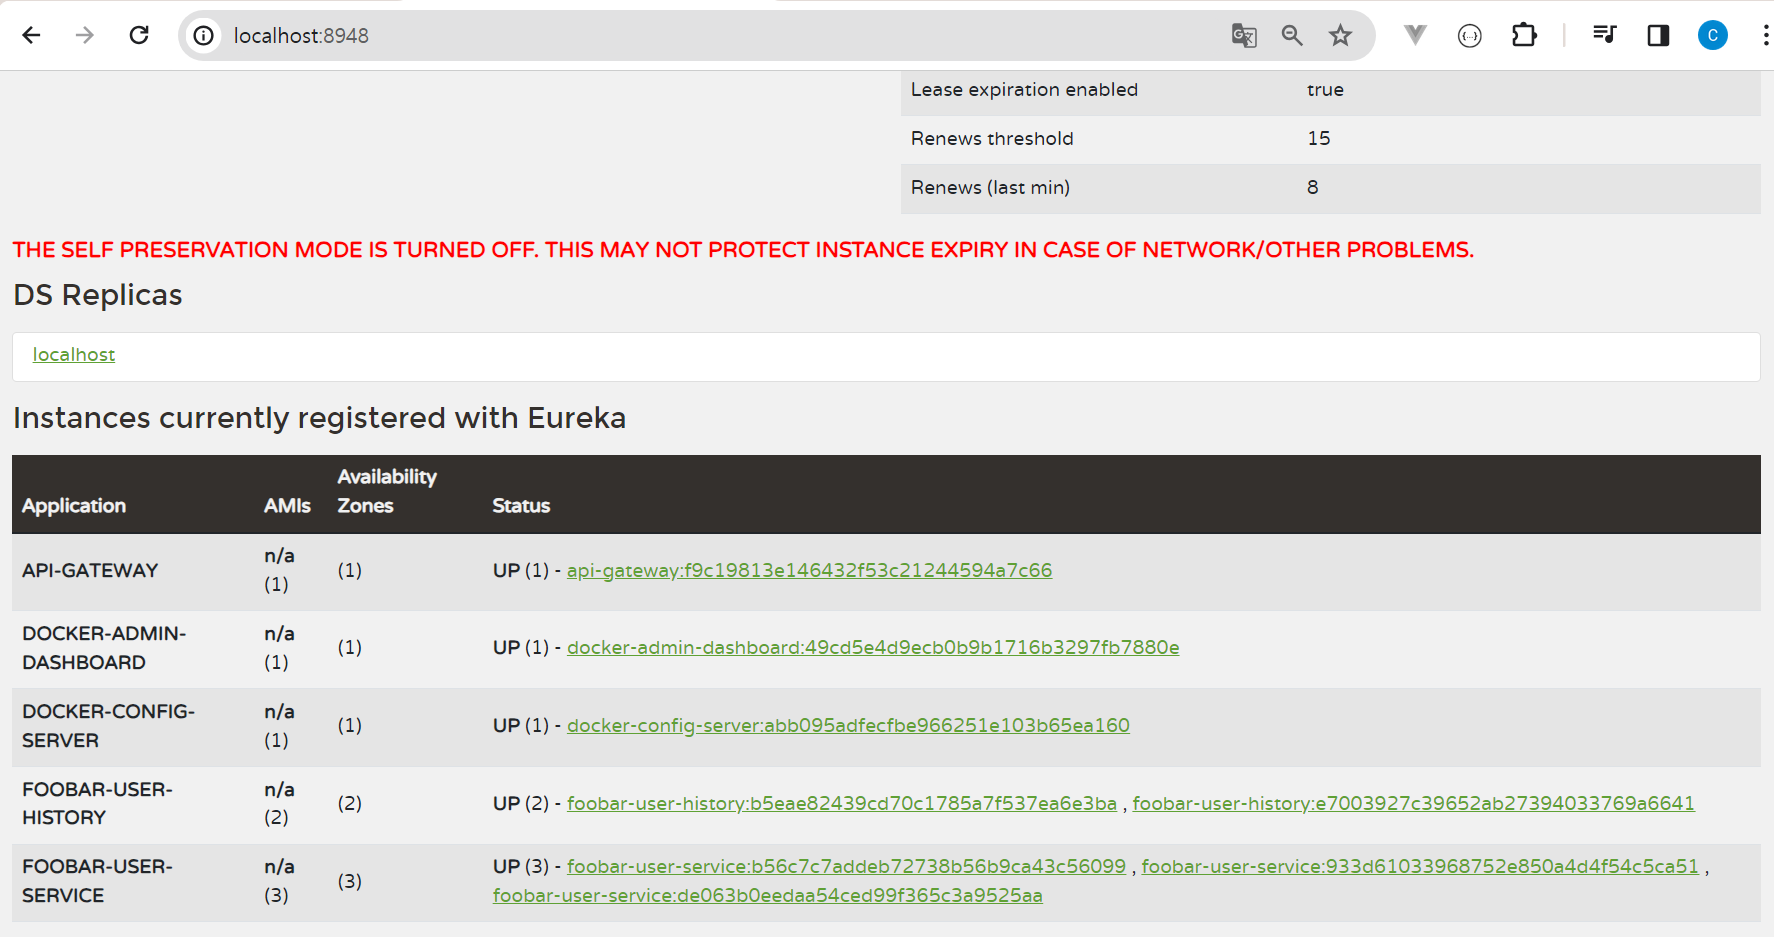 localhost:8948
C
Lease expiration enabled true
Renews threshold 15
Renews (last min) 8
THE SELF PRESERVATION MODE IS TURNED OFF. THIS MAY NOT PROTECT INSTANCE EXPIRY IN CASE OF NETWORK/OTHER PROBLEMS.
DS Replicas
localhost
Instances currently registered with Eureka
Application AMIs Availability Zones Status
API-GATEWAY n/a (1) (1) UP (1) - api-gateway:f9c19813e146432f53c21244594a7c66
DOCKER-ADMIN-DASHBOARD n/a (1) (1) UP (1) - docker-admin-dashboard:49cd5e4d9ecb0b9b1716b3297fb7880e
DOCKER-CONFIG-SERVER n/a (1) (1) UP (1) - docker-config-server:abb095adfecfbe966251e103b65ea160
FOOBAR-USER-HISTORY n/a (2) (2) UP (2) - foobar-user-history:b5eae82439cd70c1785a7f537ea6e3ba , foobar-user-history:e7003927c39652ab27394033769a6641
FOOBAR-USER-SERVICE n/a (3) (3) UP (3) - foobar-user-service:b56c7c7addeb72738b56b9ca43c56099 , foobar-user-service:933d61033968752e850a4d4f54c5ca51 ,
foobar-user-service:de063b0eedaa54ced99f365c3a9525aa